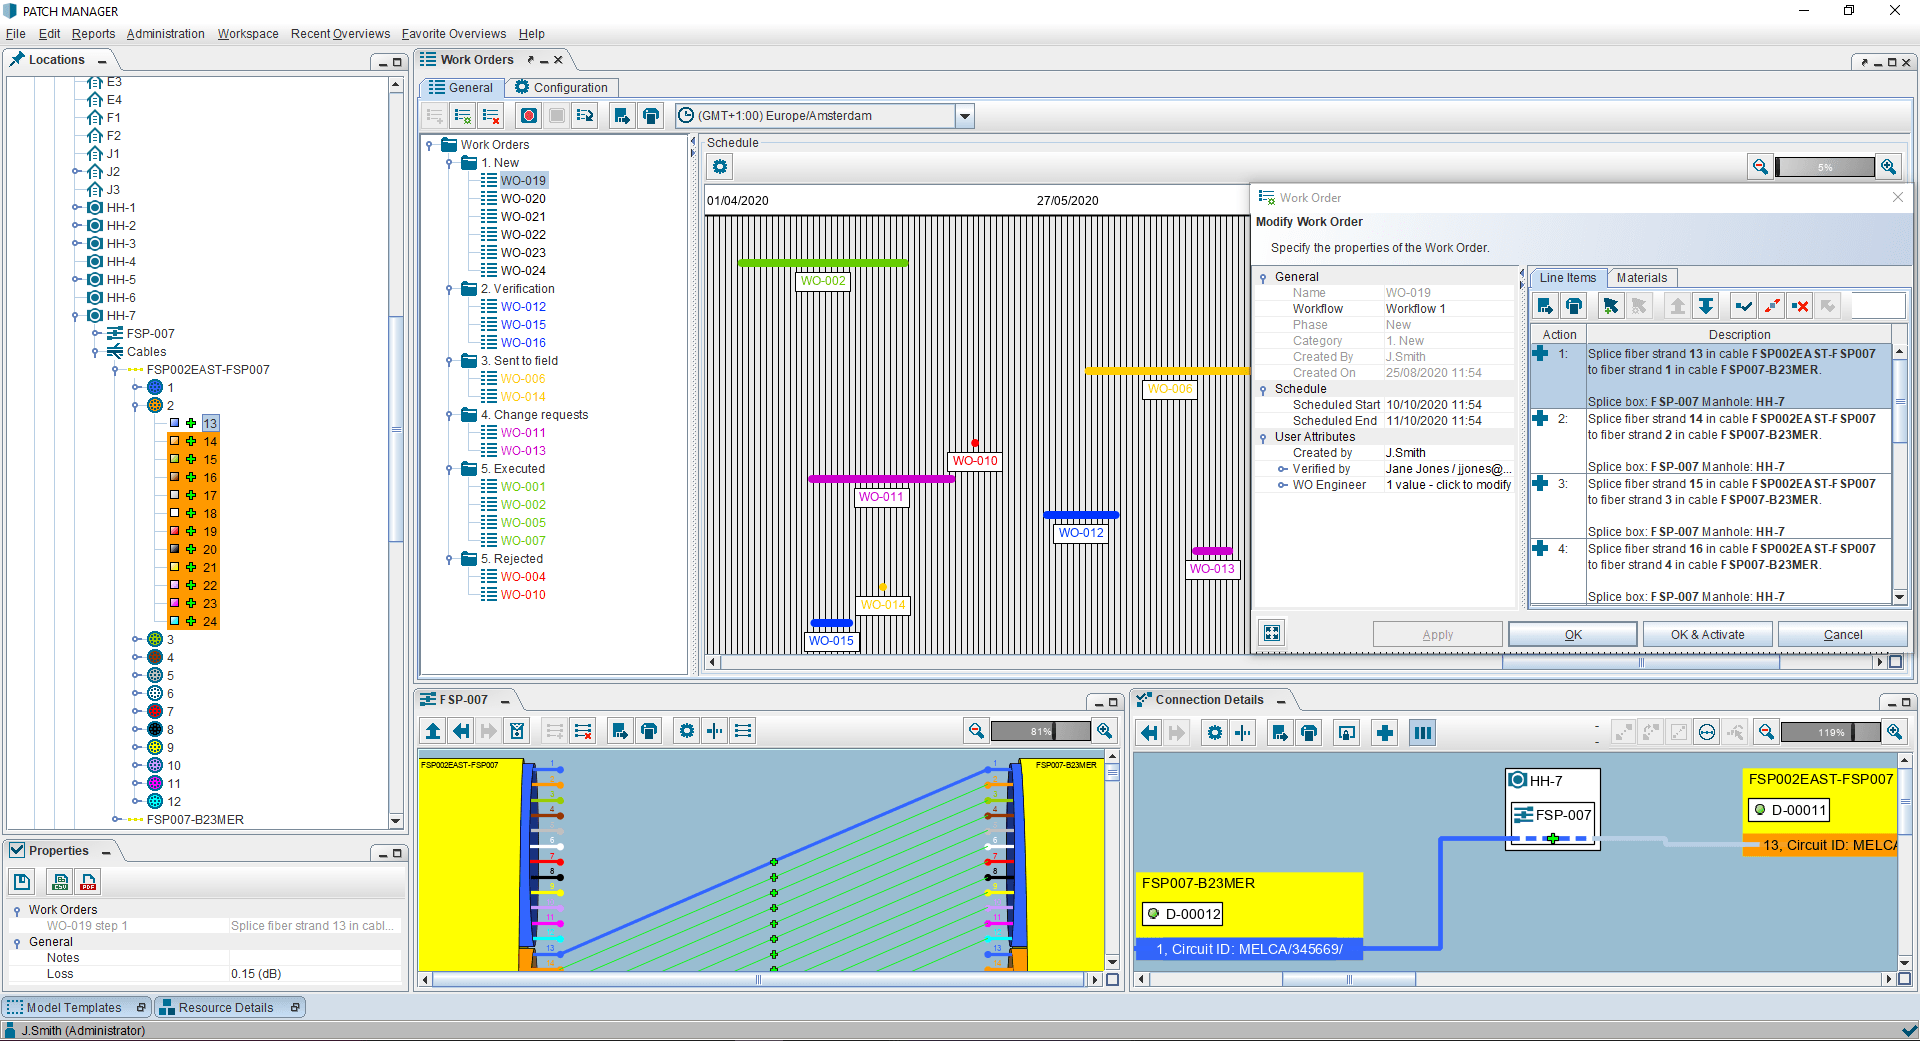 PATCH MANAGER
File Edit Reports Administration Workspace Recent Overviews Favorite Overviews Help
Locations
E3
E4
F1
F2
J1
J2
J3
HH-1
HH-2
HH-3
HH-4
HH-5
HH-6
HH-7
FSP-007
Cables
FSP002EAST-FSP007
1
2
13
14
15
16
17
18
19
20
21
22
23
24
3
4
5
6
7
8
9
10
11
12
FSP007-B23MER
Properties
Work Orders
WO-019 step 1 Splice fiber strand 13 in cabl...
General
Notes
Loss 0.15 (dB)
Model Templates Resource Details
J.Smith (Administrator)
Work Orders
General Configuration
(GMT+1:00) Europe/Amsterdam
Work Orders
1. New
WO-019
WO-020
WO-021
WO-022
WO-023
WO-024
2. Verification
WO-012
WO-015
WO-016
3. Sent to field
WO-006
WO-014
4. Change requests
WO-011
WO-013
5. Executed
WO-001
WO-002
WO-005
WO-007
5. Rejected
WO-004
WO-010
Schedule
5%
01/04/2020 27/05/2020
WO-002
WO-006
WO-010
WO-011
WO-012
WO-013
WO-014
WO-015
Work Order
Modify Work Order
Specify the properties of the Work Order.
General
Name WO-019
Workflow Workflow 1
Phase New
Category 1. New
Created By J.Smith
Created On 25/08/2020 11:54
Schedule
Scheduled Start 10/10/2020 11:54
Scheduled End 11/10/2020 11:54
User Attributes
Created by J.Smith
Verified by Jane Jones / jjones@...
WO Engineer 1 value - click to modify
Line Items Materials
Action Description
1: Splice fiber strand 13 in cable FSP002EAST-FSP007
to fiber strand 1 in cable FSP007-B23MER.
Splice box: FSP-007 Manhole: HH-7
2: Splice fiber strand 14 in cable FSP002EAST-FSP007
to fiber strand 2 in cable FSP007-B23MER.
Splice box: FSP-007 Manhole: HH-7
3: Splice fiber strand 15 in cable FSP002EAST-FSP007
to fiber strand 3 in cable FSP007-B23MER.
Splice box: FSP-007 Manhole: HH-7
4: Splice fiber strand 16 in cable FSP002EAST-FSP007
to fiber strand 4 in cable FSP007-B23MER.
Splice box: FSP-007 Manhole: HH-7
Apply OK OK & Activate Cancel
FSP-007
81%
FSP002EAST-FSP007 FSP007-B23MER
1 1
4 4
6 6
7 7
8 8
9 9
11 11
13 13
Connection Details
119%
HH-7
FSP-007
FSP002EAST-FSP007
D-00011
13, Circuit ID: MELCA
FSP007-B23MER
D-00012
1, Circuit ID: MELCA/345669/